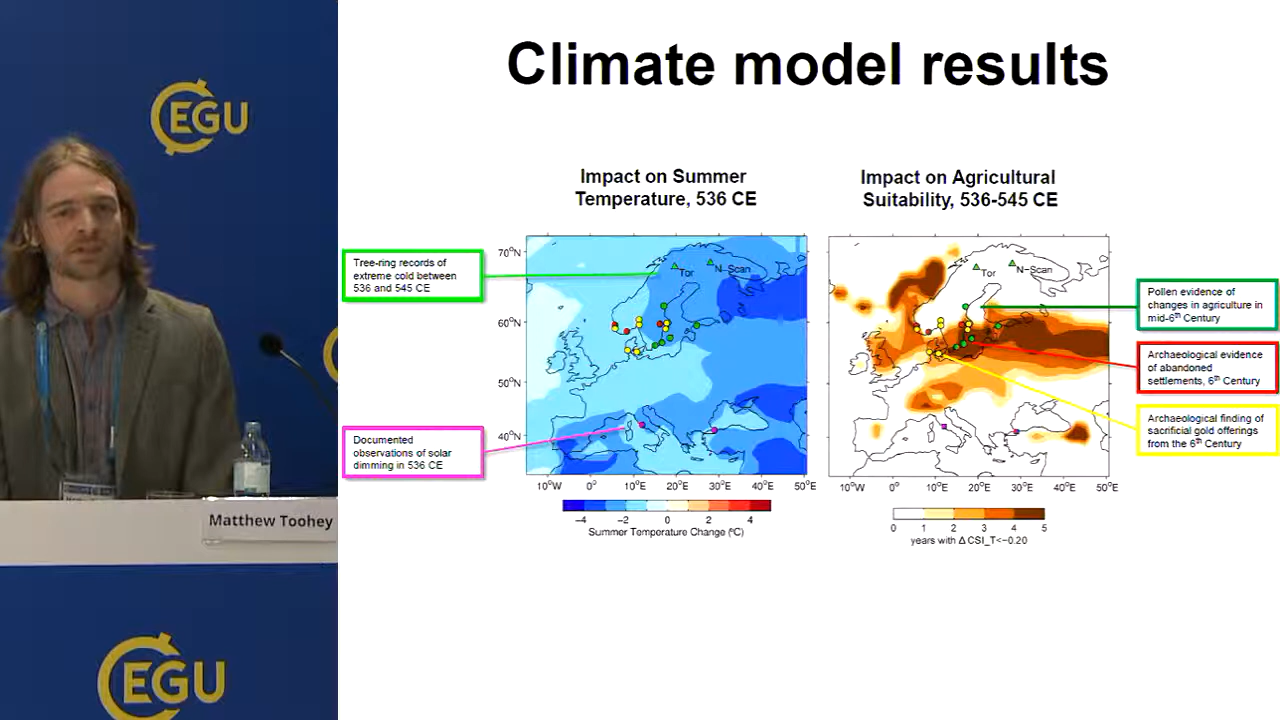 EGU
Matthew Toohey
EGU
Climate model results
Impact on Summer
Temperature, 536 CE
Impact on Agricultural
Suitability, 536-545 CE
Tree-ring records of
extreme cold between
536 and 545 CE
Documented
observations of solar
dimming in 536 CE
70°N
60°N
50°N
40°N
Tor
N-Scan
10°W
0°
10°E
20°E
30°E
40°E
50°E
-4
-2
0
2
4
Summer Temperature Change (°C)
Tor
N-Scan
10°W
0°
10°E
20°E
30°E
40°E
50°E
0
1
2
3
4
5
years with Δ CSI_T<-0.20
Pollen evidence of
changes in agriculture in
mid-6th Century
Archaeological evidence
of abandoned
settlements, 6th Century
Archaeological finding of
sacrificial gold offerings
from the 6th Century